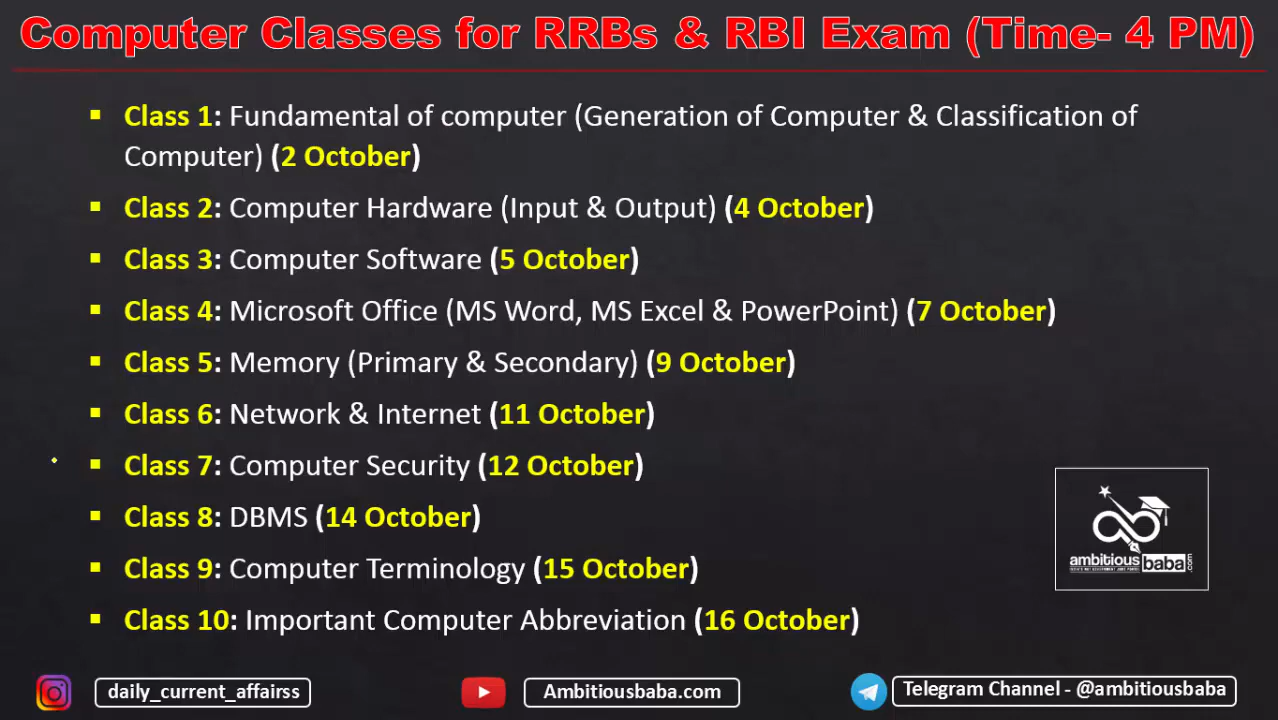 Computer Classes for RRBs & RBI Exam (Time- 4 PM)
Class 1: Fundamental of computer (Generation of Computer & Classification of
Computer) (2 October)
Class 2: Computer Hardware (Input & Output) (4 October)
Class 3: Computer Software (5 October)
Class 4: Microsoft Office (MS Word, MS Excel & PowerPoint) (7 October)
Class 5: Memory (Primary & Secondary) (9 October)
Class 6: Network & Internet (11 October)
Class 7: Computer Security (12 October)
Class 8: DBMS (14 October)
Class 9: Computer Terminology (15 October)
Class 10: Important Computer Abbreviation (16 October)
ambitiousbaba.com
daily_current_affairss
Ambitiousbaba.com
Telegram Channel - @ambitiousbaba